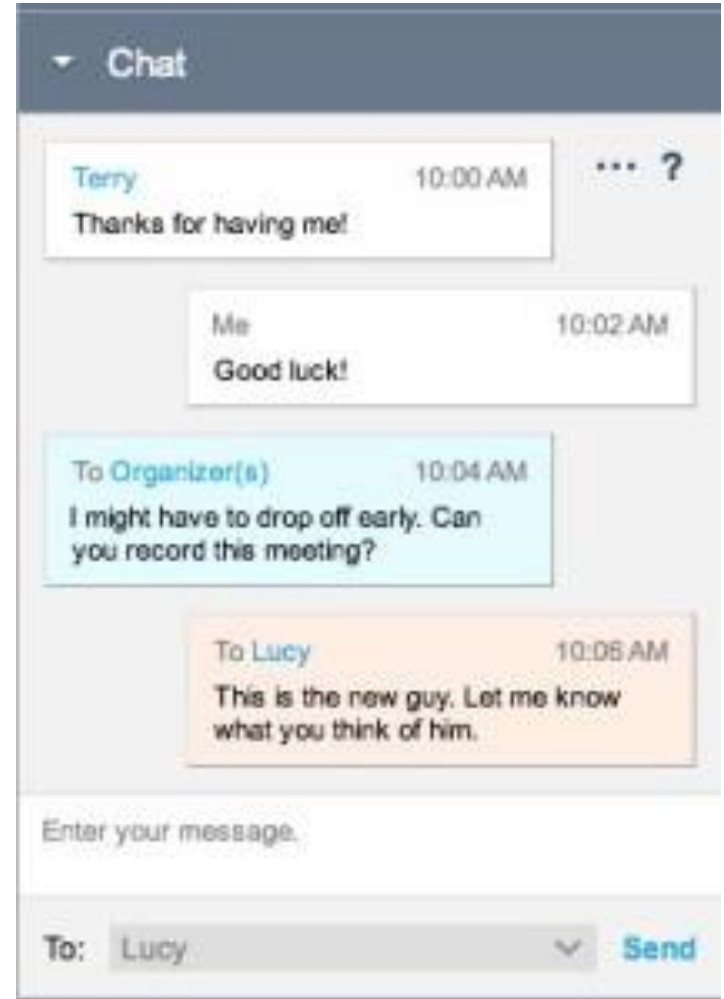 Chat
Terry 10:00 AM
... ?
Thanks for having me!
Me 10:02 AM
Good luck!
To Organizer(s) 10:04 AM
I might have to drop off early. Can
you record this meeting?
To Lucy 10:06 AM
This is the new guy. Let me know
what you think of him.
Enter your message.
To: Lucy Send